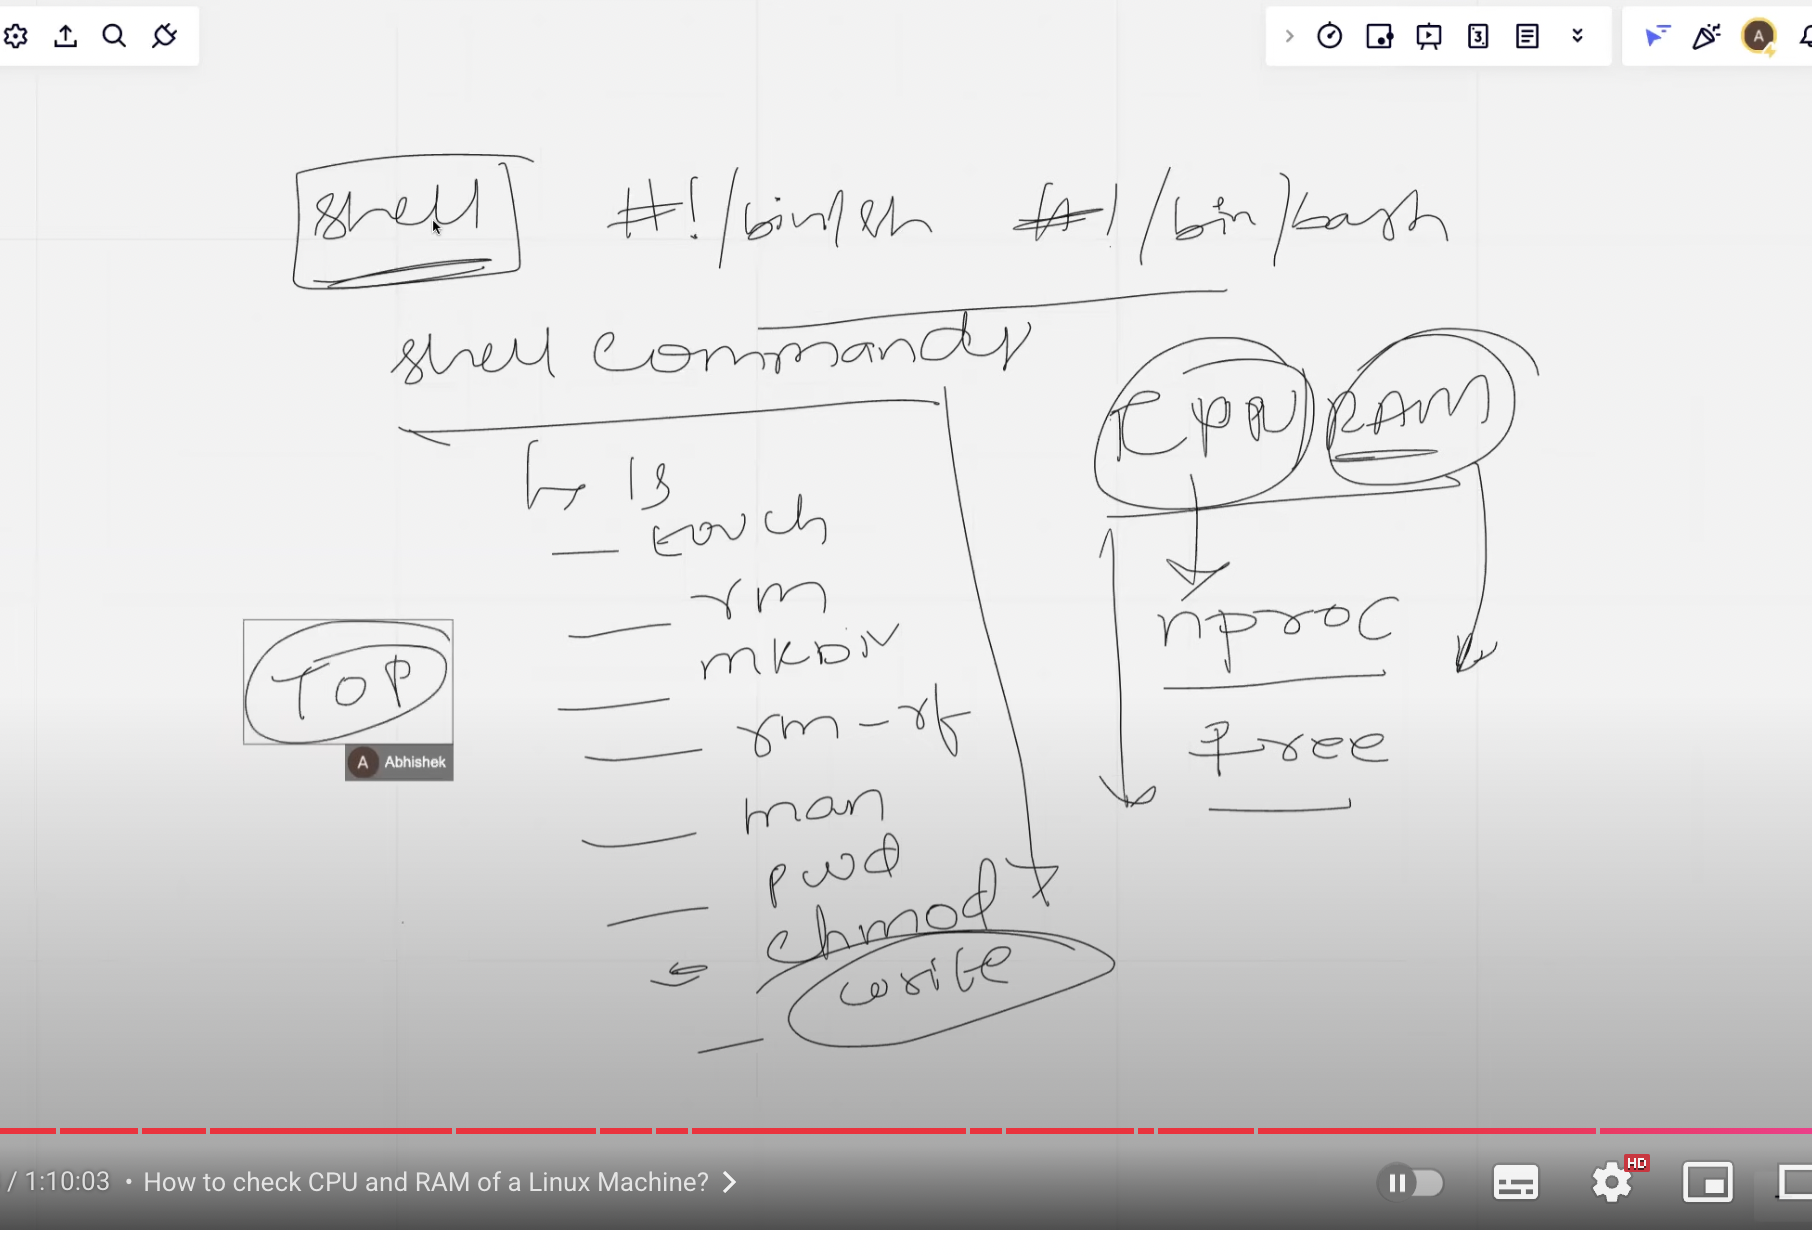 3
A
shell #!/bin/sh #!/bin/bash
shell commands
CPU RAM
ls
touch
rm
mkDir
rm -rf
man
pwd
chmod
write
nproc
free
TOP
A Abhishek
/ 1:10:03 • How to check CPU and RAM of a Linux Machine?
HD